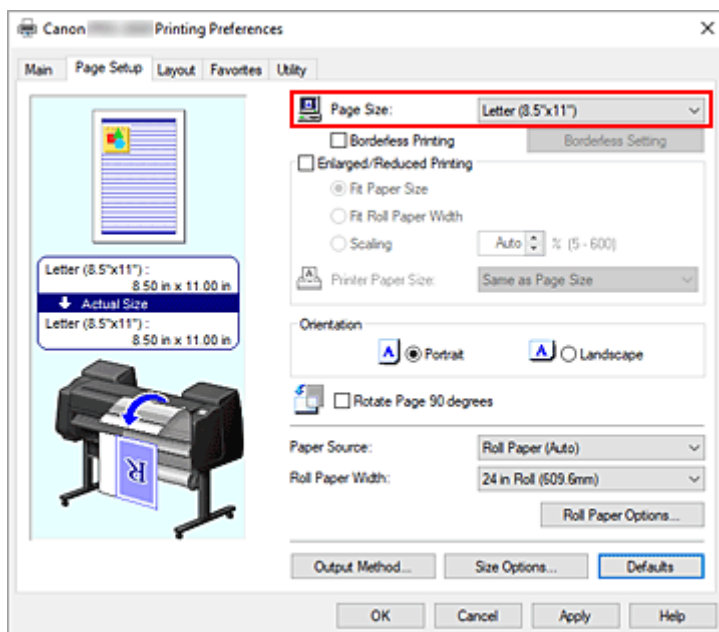 Canon Printing Preferences
Main Page Setup Layout Favorites Utility
Page Size: Letter (8.5"x11")
Borderless Printing Borderless Setting
Enlarged/Reduced Printing
Fit Paper Size
Fit Roll Paper Width
Scaling Auto % (5 - 600)
Printer Paper Size: Same as Page Size
Letter (8.5"x11") :
8.50 in x 11.00 in
Actual Size
Letter (8.5"x11") :
8.50 in x 11.00 in
Orientation
A Portrait A Landscape
Rotate Page 90 degrees
R
Paper Source: Roll Paper (Auto)
Roll Paper Width: 24 in Roll (609.6mm)
Roll Paper Options...
Output Method... Size Options... Defaults
OK Cancel Apply Help